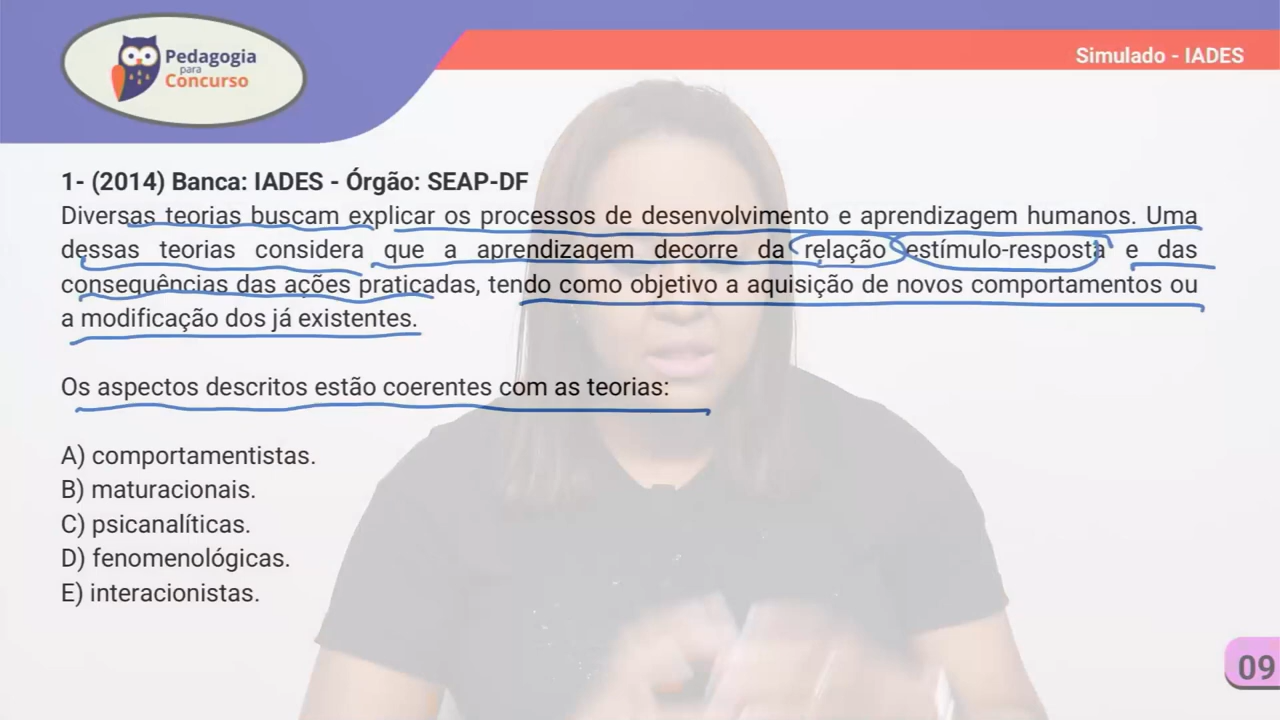 Pedagogia
para
Concurso
Simulado - IADES
1- (2014) Banca: IADES - Órgão: SEAP-DF
Diversas teorias buscam explicar os processos de desenvolvimento e aprendizagem humanos. Uma
dessas teorias considera que a aprendizagem decorre da relação estímulo-resposta e das
consequências das ações praticadas, tendo como objetivo a aquisição de novos comportamentos ou
a modificação dos já existentes.
Os aspectos descritos estão coerentes com as teorias:
A) comportamentistas.
B) maturacionais.
C) psicanalíticas.
D) fenomenológicas.
E) interacionistas.
09